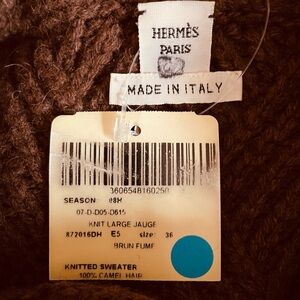 HERMÈS
PARIS
MADE IN ITALY
3606548160250
SEASON: 08H
07-D-D05-D615
KNIT LARGE JAUGE
872016DH E5 size: 36
BRUN FUME
KNITTED SWEATER
100% CAMEL HAIR